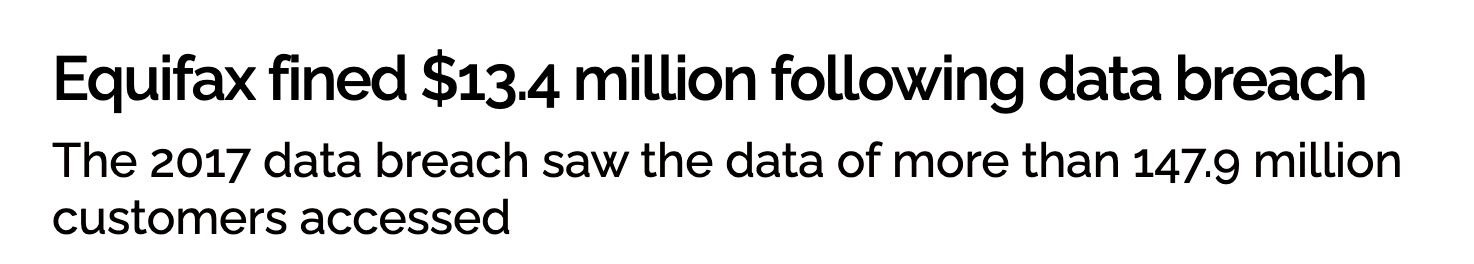 Equifax fined $13.4 million following data breach
The 2017 data breach saw the data of more than 147.9 million
customers accessed